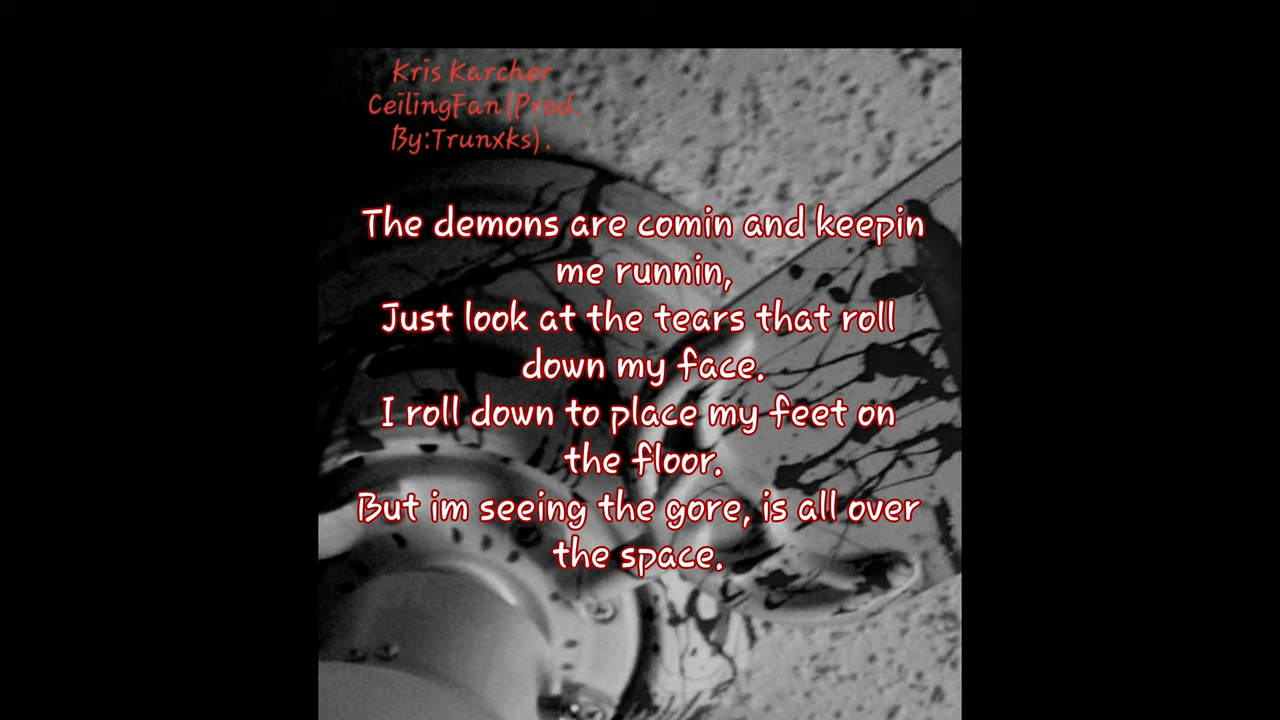 Kris Karcher
CeilingFan(Prod.
By:Trunxks).
The demons are comin and keepin
me runnin,
Just look at the tears that roll
down my face.
I roll down to place my feet on
the floor.
But im seeing the gore, is all over
the space.